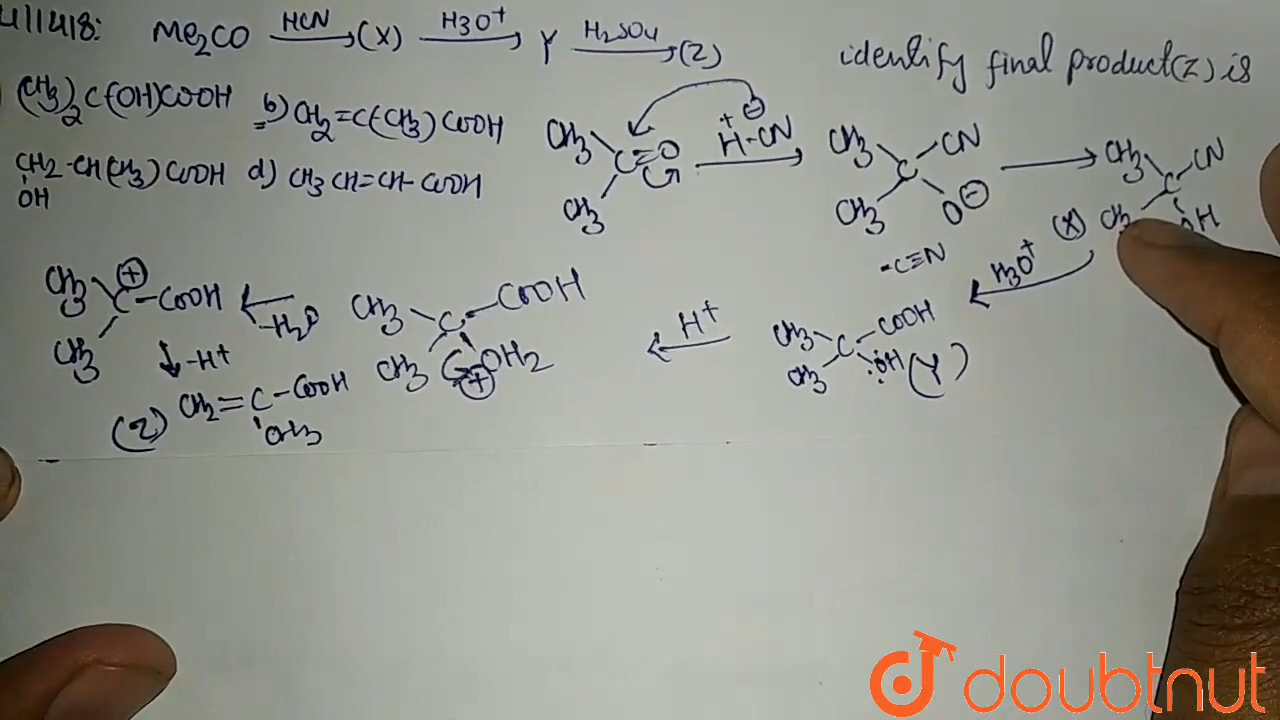 411418: Me2CO HCN (X) H3O+ Y H2SO4 (Z) identify final product(z) is
(CH3)2C(OH)COOH b) CH2=C(CH3)COOH
CH2-CH(CH3)COOH d) CH3CH=CH-COOH
OH
CH3 C=O CH3 + H-CN ⊖
CH3 C CN CH3 O⊖
CH3 C CN CH3 OH (X)
-C≡N
H3O+
CH3 C COOH CH3 :OH (Y)
H+
CH3 C COOH CH3 OH2 ⊕
-H2O
CH3 C⊕-COOH CH3
-H+
(Z) CH2=C-COOH
CH3
doubtnut